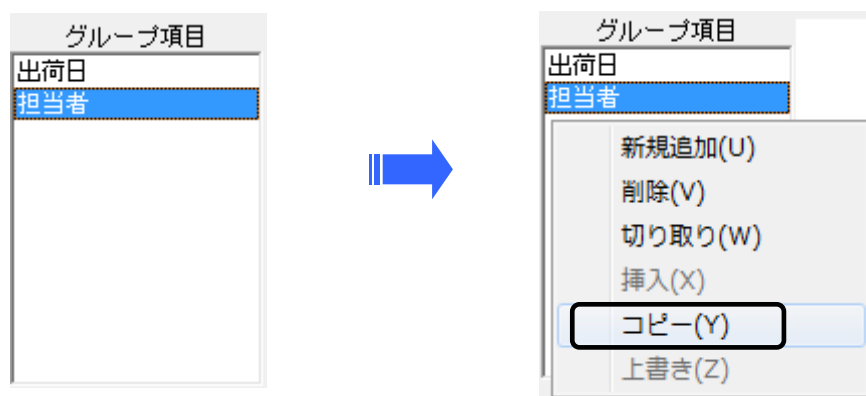 グループ項目
出荷日
担当者
グループ項目
出荷日
担当者
新規追加(U)
削除(V)
切り取り(W)
挿入(X)
コピー(Y)
上書き(Z)